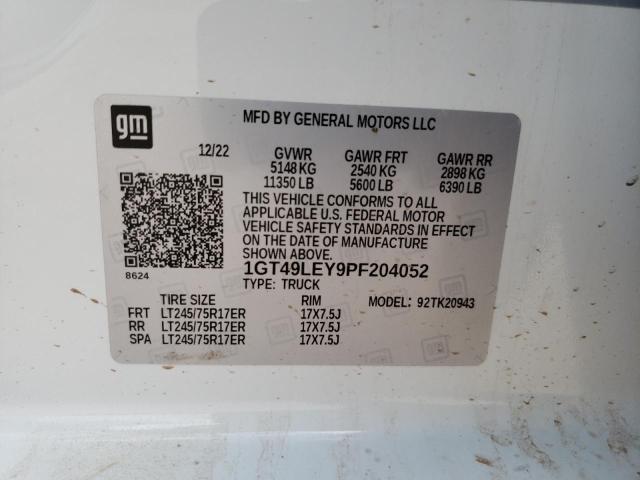 gm
MFD BY GENERAL MOTORS LLC
12/22 GVWR GAWR FRT GAWR RR
5148 KG 2540 KG 2898 KG
11350 LB 5600 LB 6390 LB
THIS VEHICLE CONFORMS TO ALL
APPLICABLE U.S. FEDERAL MOTOR
VEHICLE SAFETY STANDARDS IN EFFECT
ON THE DATE OF MANUFACTURE
SHOWN ABOVE.
8624 1GT49LEY9PF204052
TYPE: TRUCK
TIRE SIZE RIM MODEL: 92TK20943
FRT LT245/75R17ER 17X7.5J
RR LT245/75R17ER 17X7.5J
SPA LT245/75R17ER 17X7.5J